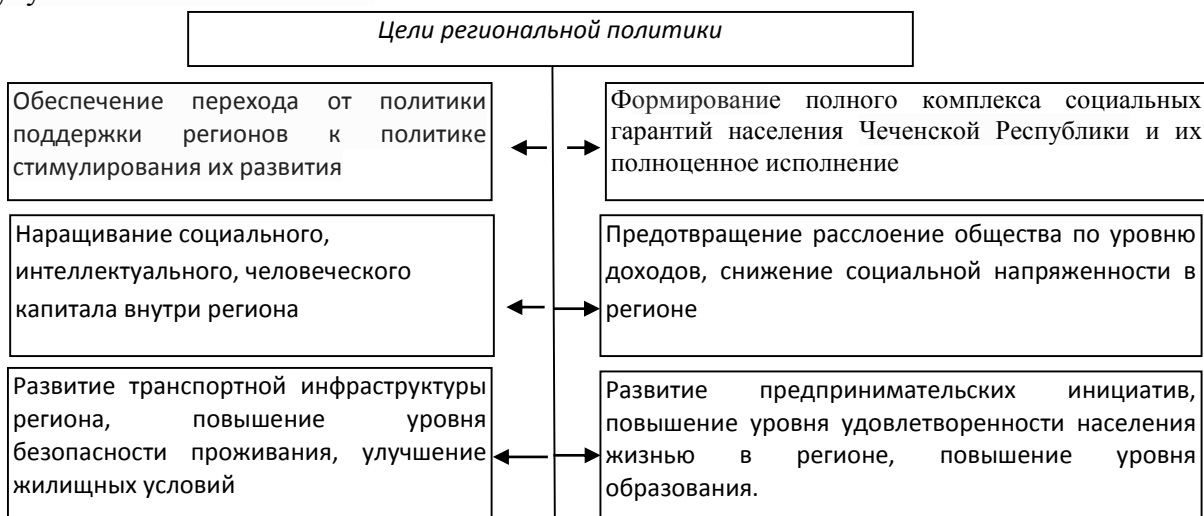 Цели региональной политики
Обеспечение перехода от политики
поддержки регионов к политике
стимулирования их развития
Формирование полного комплекса социальных
гарантий населения Чеченской Республики и их
полноценное исполнение
Наращивание социального,
интеллектуального, человеческого
капитала внутри региона
Предотвращение расслоение общества по уровню
доходов, снижение социальной напряженности в
регионе
Развитие транспортной инфраструктуры
региона, повышение уровня
безопасности проживания, улучшение
жилищных условий
Развитие предпринимательских инициатив,
повышение уровня удовлетворенности населения
жизнью в регионе, повышение уровня
образования.